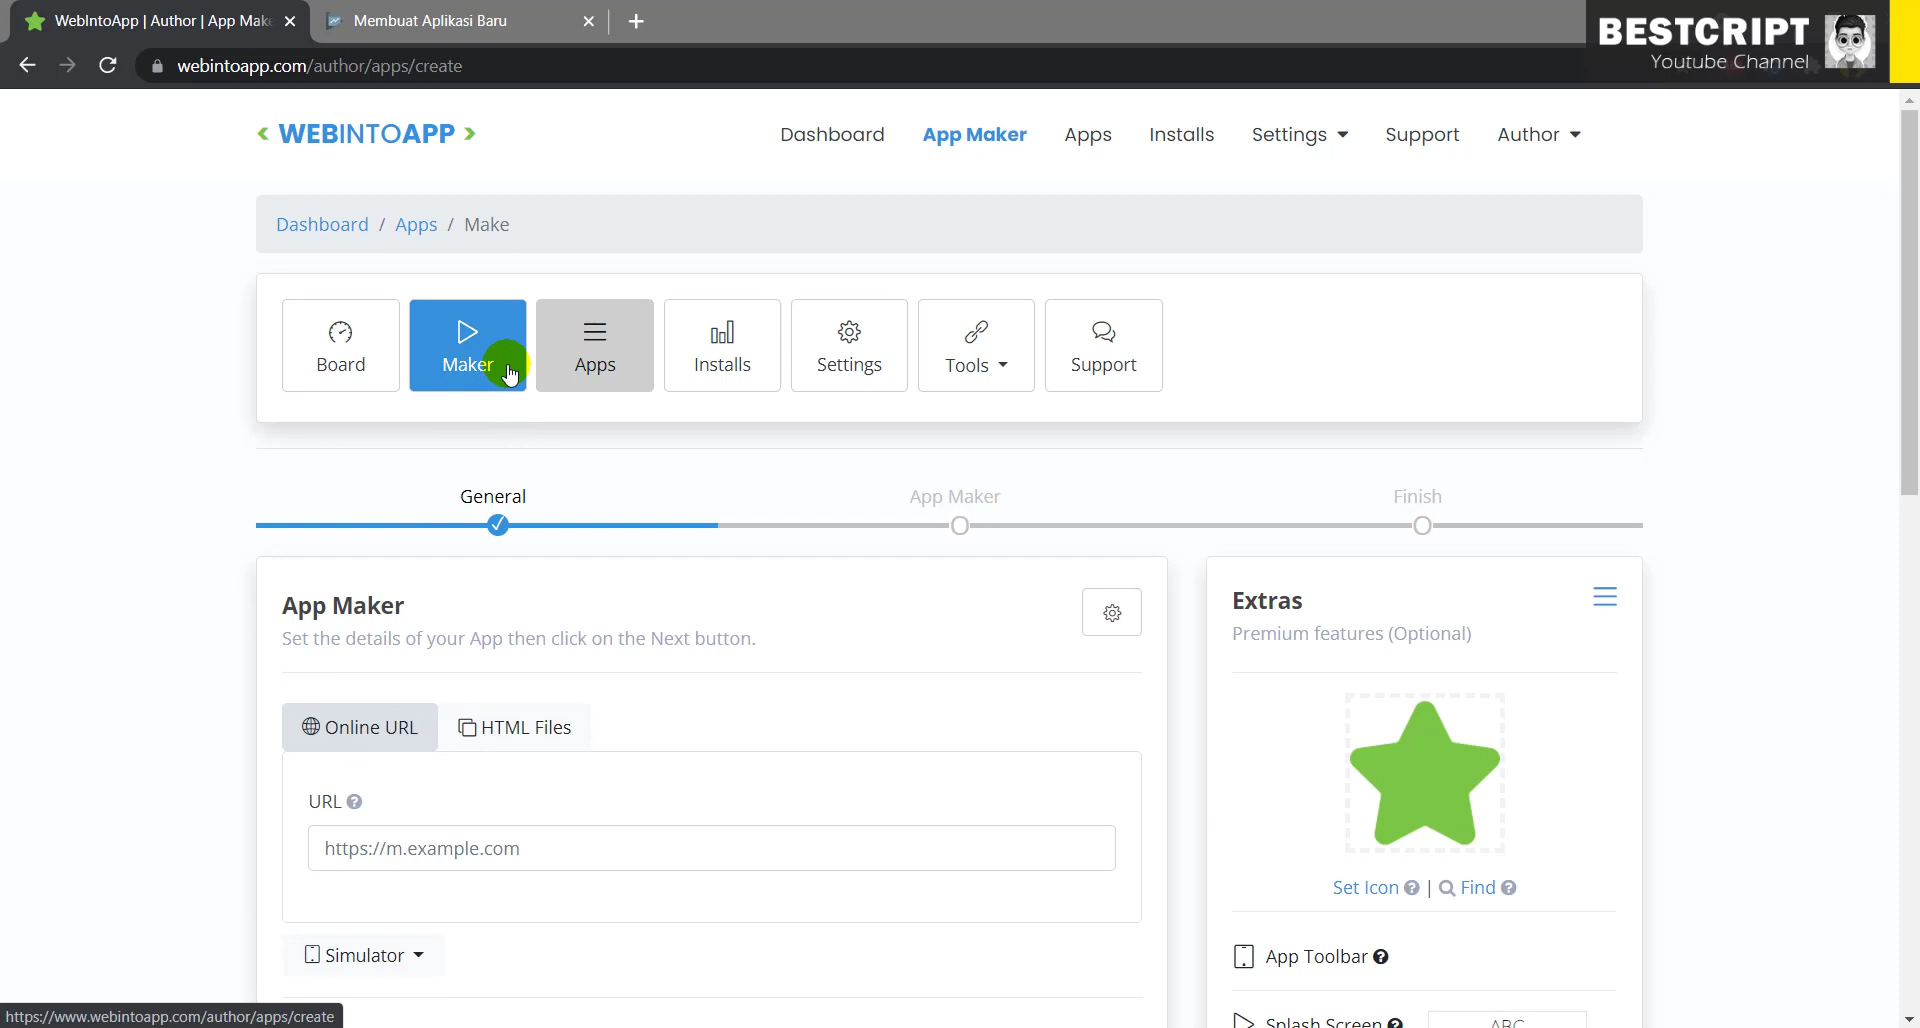 WebIntoApp | Author | App Make
Membuat Aplikasi Baru
BESTCRIPT
Youtube Channel
webintoapp.com/author/apps/create
< WEBINTOAPP >
Dashboard
App Maker
Apps
Installs
Settings
Support
Author
Dashboard / Apps / Make
Board
Maker
Apps
Installs
Settings
Tools
Support
General
App Maker
Finish
App Maker
Set the details of your App then click on the Next button.
Online URL
HTML Files
URL
https://m.example.com
Simulator
Extras
Premium features (Optional)
Set Icon | Find
App Toolbar
Splash Screen
ABC
https://www.webintoapp.com/author/apps/create